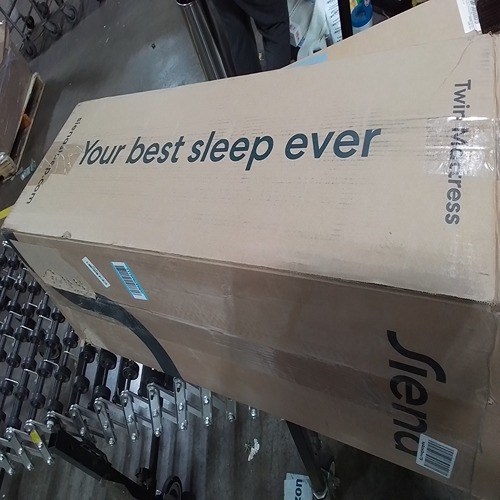 Your best sleep ever
Twin Mattress
Siena